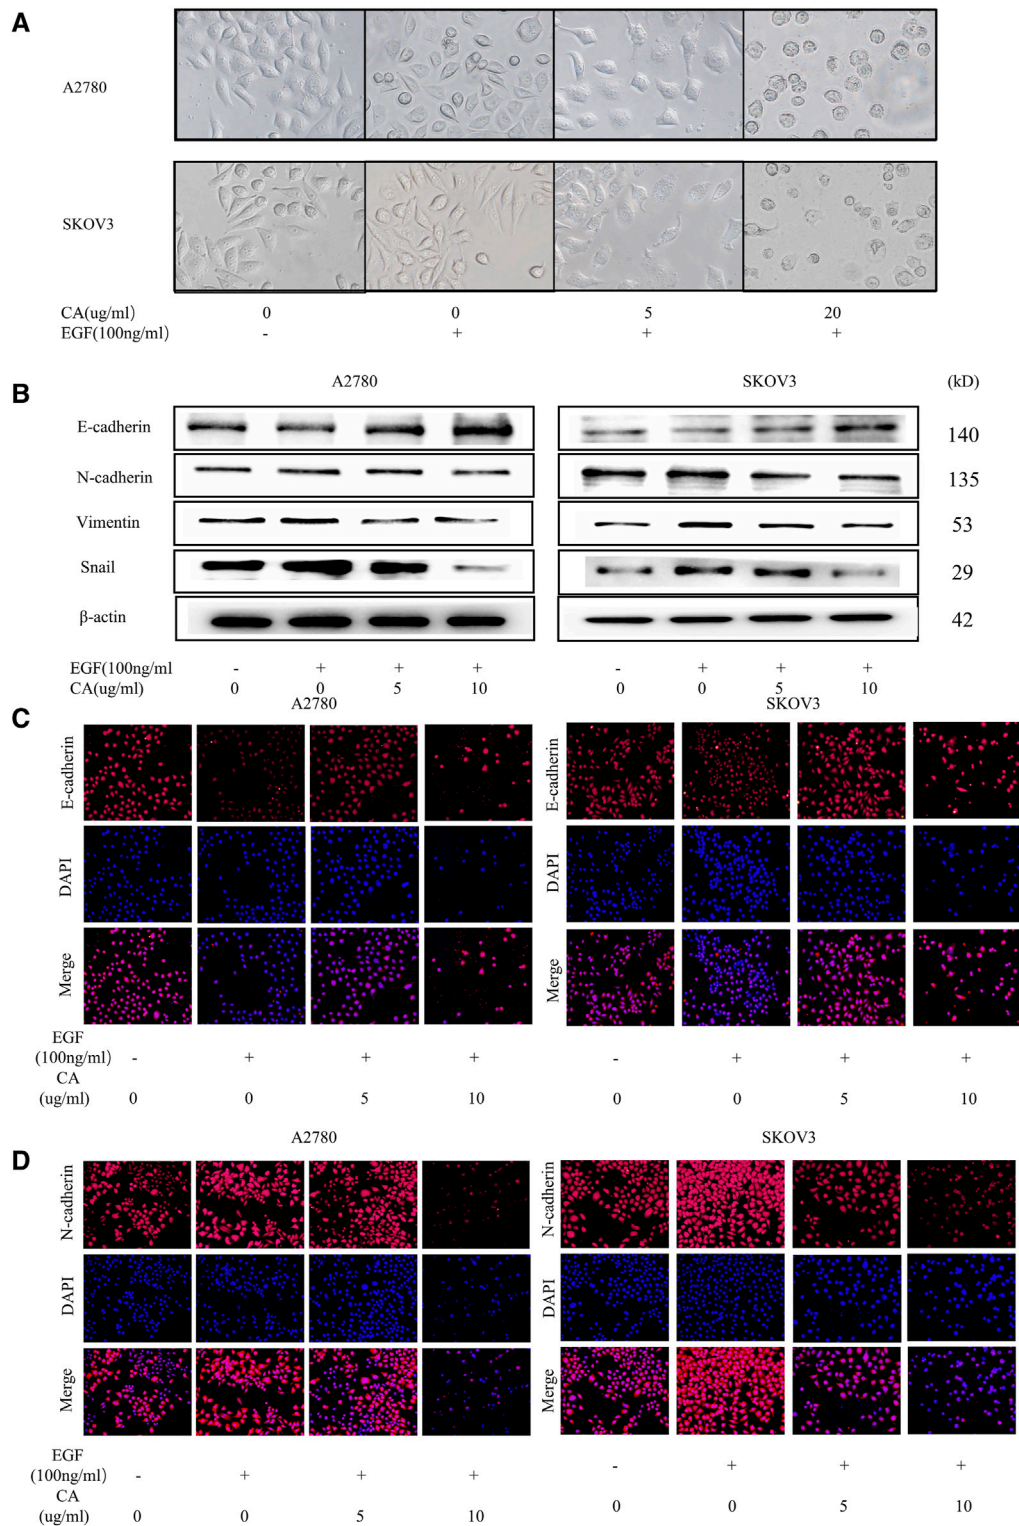 A
A2780
SKOV3
CA(ug/ml) 0 0 5 20
EGF(100ng/ml) - + + +
B
A2780 SKOV3 (kD)
E-cadherin 140
N-cadherin 135
Vimentin 53
Snail 29
β-actin 42
EGF(100ng/ml - + + + - + + +
CA(ug/ml) 0 0 5 10 0 0 5 10
C
A2780 SKOV3
E-cadherin E-cadherin
DAPI DAPI
Merge Merge
EGF
(100ng/ml) - + + + - + + +
CA
(ug/ml) 0 0 5 10 0 0 5 10
D
A2780 SKOV3
N-cadherin N-cadherin
DAPI DAPI
Merge Merge
EGF
(100ng/ml) - + + + - + + +
CA
(ug/ml) 0 0 5 10 0 0 5 10